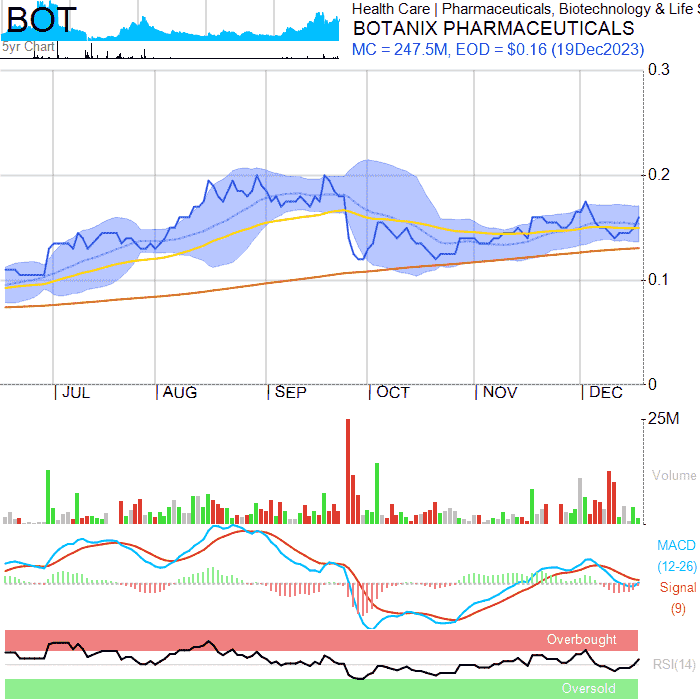 BOT
5yr Chart
Health Care | Pharmaceuticals, Biotechnology & Life S
BOTANIX PHARMACEUTICALS
MC = 247.5M, EOD = $0.16 (19Dec2023)
0.3
0.2
0.1
0
JUL AUG SEP OCT NOV DEC
25M
Volume
MACD
(12-26)
Signal
(9)
Overbought
RSI(14)
Oversold